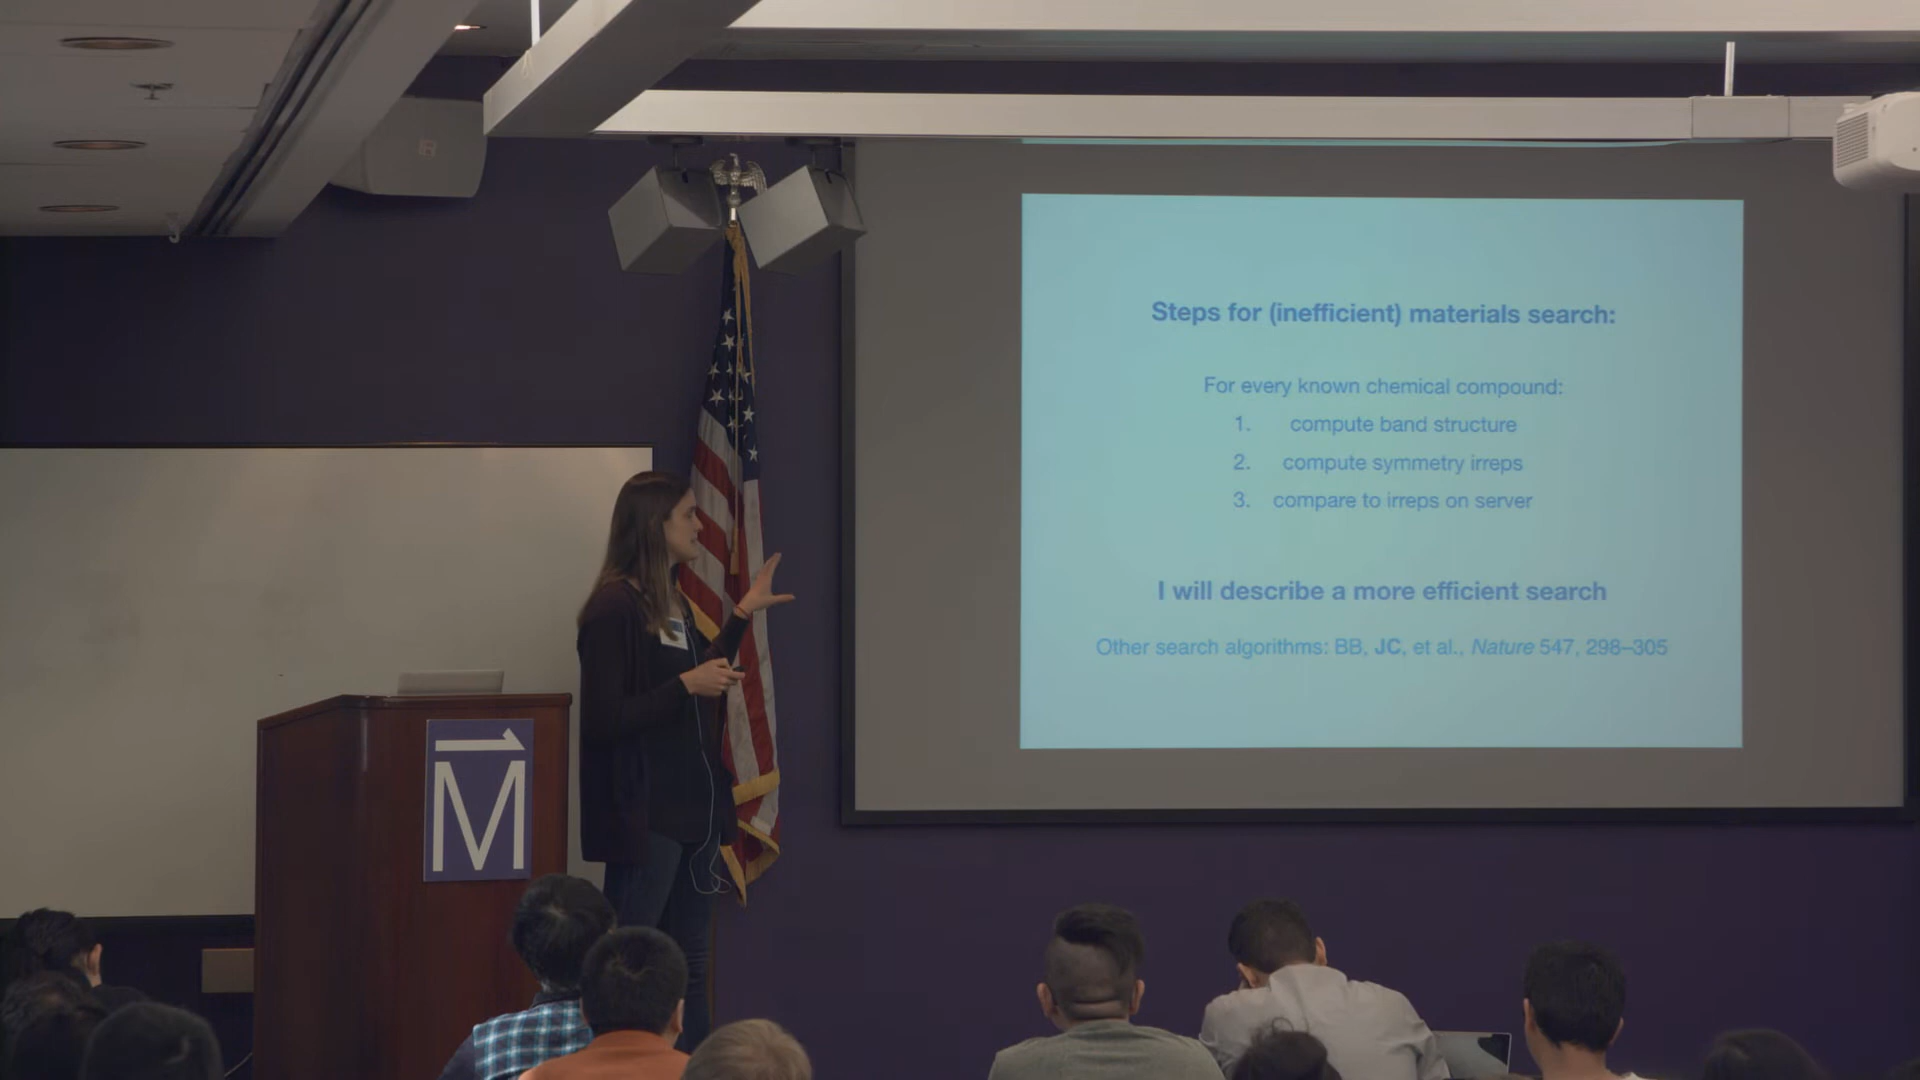 Steps for (inefficient) materials search:
For every known chemical compound:
1. compute band structure
2. compute symmetry irreps
3. compare to irreps on server
I will describe a more efficient search
Other search algorithms: BB, JC, et al., Nature 547, 298–305
M